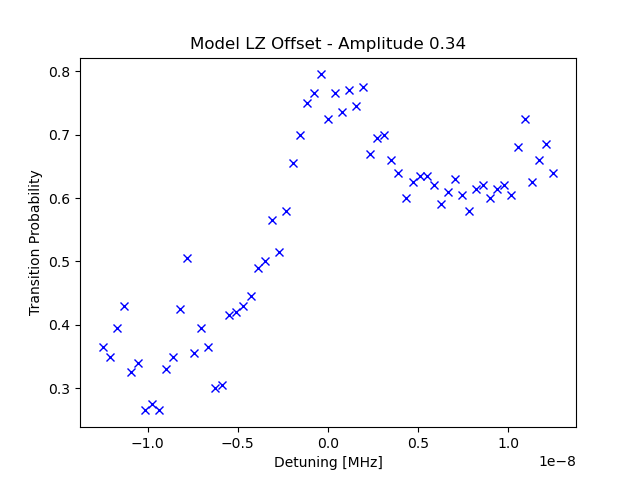 Model LZ Offset - Amplitude 0.34
0.8
0.7
0.6
0.5
0.4
0.3
Transition Probability
−1.0 −0.5 0.0 0.5 1.0
1e−8
Detuning [MHz]